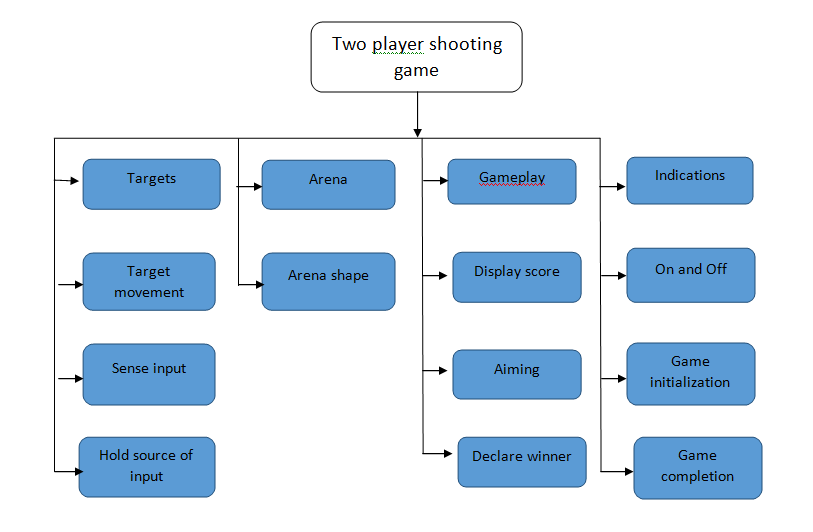 Two player shooting
game
Targets
Arena
Gameplay
Indications
Target
movement
Arena shape
Display score
On and Off
Sense input
Aiming
Game
initialization
Hold source of
input
Declare winner
Game
completion